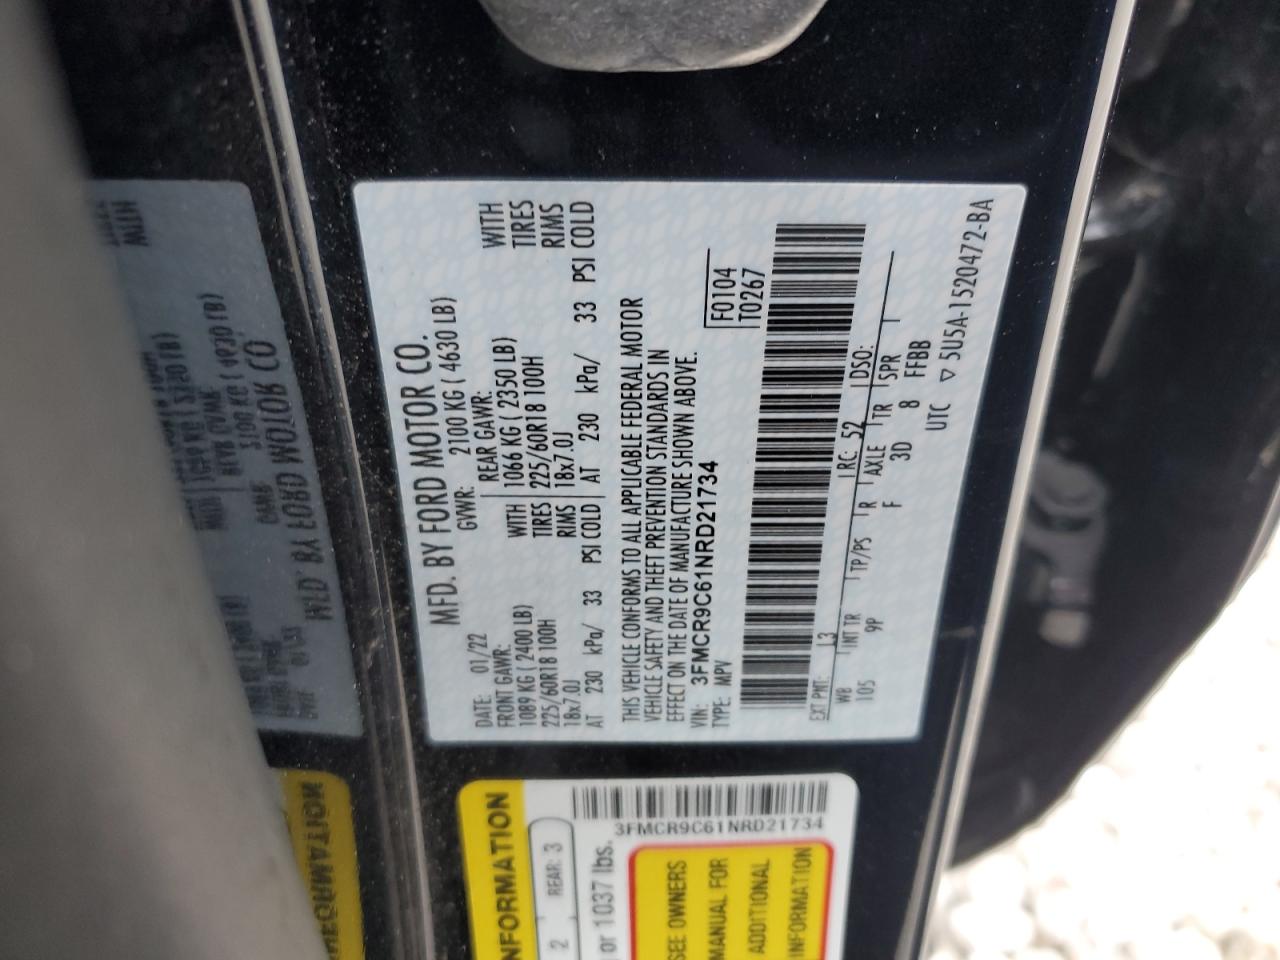 MFD. BY FORD MOTOR CO.
DATE: 01/22 GVWR: 2100 KG ( 4630 LB)
FRONT GAWR: REAR GAWR:
1089 KG ( 2400 LB) WITH 1066 KG ( 2350 LB) WITH
225/60R18 100H TIRES 225/60R18 100H TIRES
18x7.0J RIMS 18x7.0J RIMS
AT 230 kPa/ 33 PSI COLD AT 230 kPa/ 33 PSI COLD
THIS VEHICLE CONFORMS TO ALL APPLICABLE FEDERAL MOTOR
VEHICLE SAFETY AND THEFT PREVENTION STANDARDS IN
EFFECT ON THE DATE OF MANUFACTURE SHOWN ABOVE.
VIN: 3FMCR9C61NRD21734
TYPE: MPV
F0104
T0267
EXT PNT: L3 RC: 52 DSO:
WB INT TR TP/PS R AXLE TR SPR
105 9P F 3D 8 FFBB
UTC ▽ 5U5A-1520472-BA
NFORMATION
2 REAR: 3
or 1037 lbs.
3FMCR9C61NRD21734
SEE OWNERS
MANUAL FOR
ADDITIONAL
INFORMATION